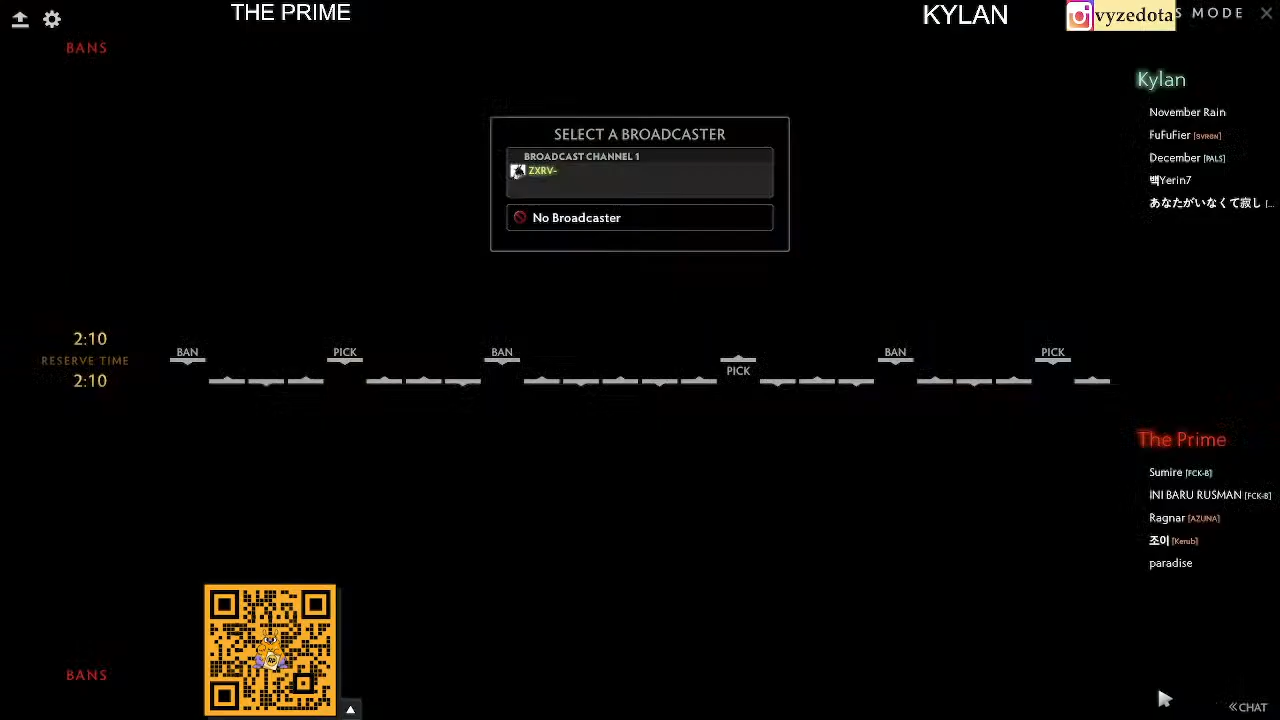 THE PRIME
KYLAN
vyzedota
S MODE
BANS
Kylan
November Rain
FuFuFier [SVRGN]
December [PALS]
백Yerin7
あなたがいなくて寂し [...
SELECT A BROADCASTER
BROADCAST CHANNEL 1
ZXRV-
No Broadcaster
2:10
RESERVE TIME
2:10
BAN
PICK
BAN
PICK
BAN
PICK
The Prime
Sumire [FCK-B]
INI BARU RUSMAN [FCK-B]
Ragnar [AZUNA]
조이 [Kerub]
paradise
BANS
«CHAT